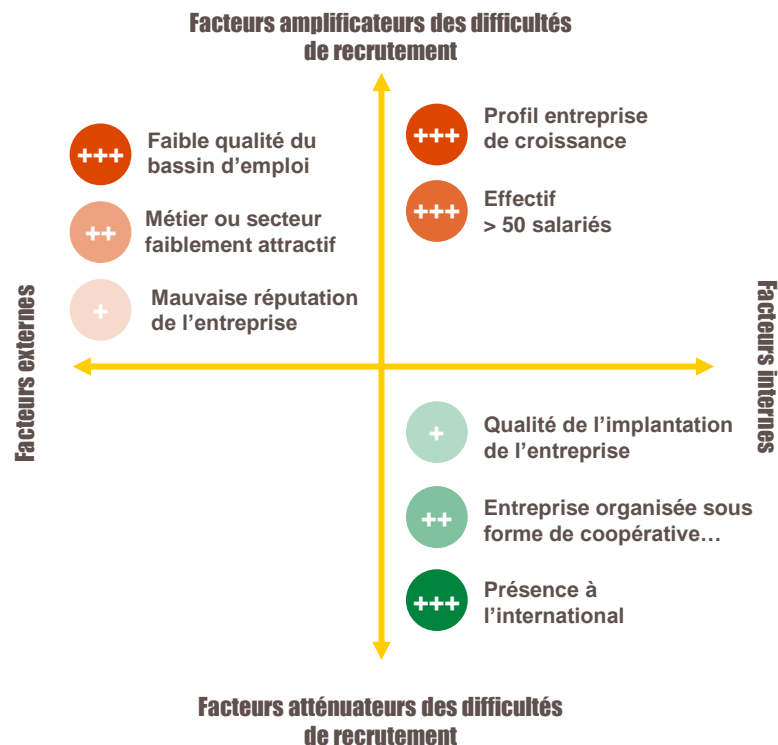 Facteurs amplificateurs des difficultés
de recrutement
+++
Faible qualité du
bassin d’emploi
++
Métier ou secteur
faiblement attractif
+
Mauvaise réputation
de l’entreprise
+++
Profil entreprise
de croissance
+++
Effectif
> 50 salariés
Facteurs externes
Facteurs internes
+
Qualité de l’implantation
de l’entreprise
++
Entreprise organisée sous
forme de coopérative…
+++
Présence à
l’international
Facteurs atténuateurs des difficultés
de recrutement